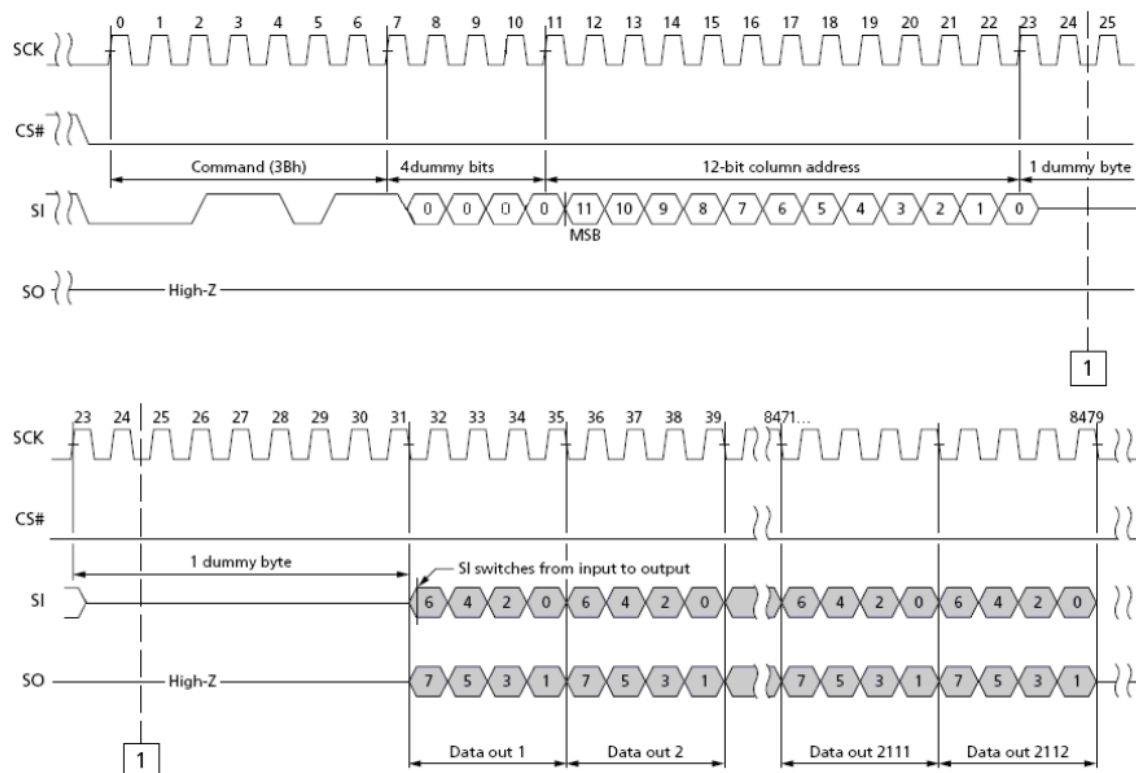 0 1 2 3 4 5 6 7 8 9 10 11 12 13 14 15 16 17 18 19 20 21 22 23 24 25
SCK
CS#
Command (3Bh) 4dummy bits 12-bit column address 1 dummy byte
SI 0 0 0 0 11 10 9 8 7 6 5 4 3 2 1 0
MSB
SO High-Z
1
23 24 25 26 27 28 29 30 31 32 33 34 35 36 37 38 39 8471... 8479
SCK
CS#
1 dummy byte SI switches from input to output
SI 6 4 2 0 6 4 2 0 6 4 2 0 6 4 2 0
SO High-Z 7 5 3 1 7 5 3 1 7 5 3 1 7 5 3 1
1 Data out 1 Data out 2 Data out 2111 Data out 2112